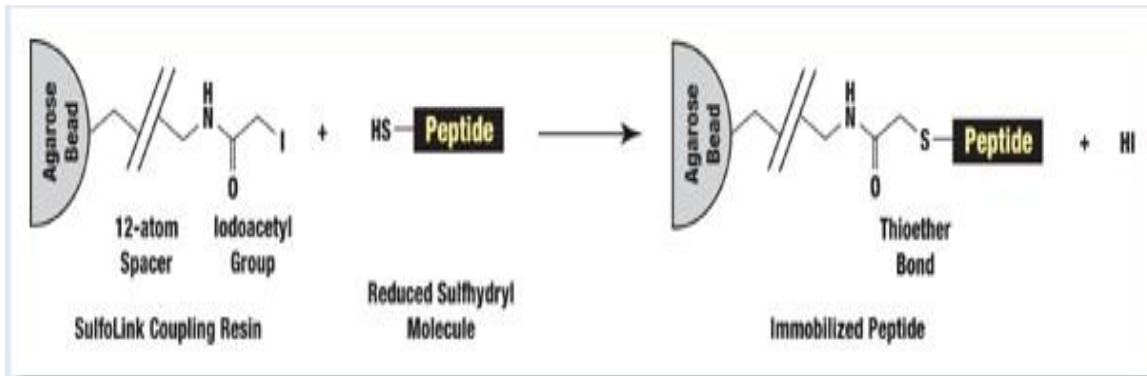 Agarose
Bead
H
N
O
I
+
HS
Peptide
12-atom
Spacer
Iodoacetyl
Group
SulfoLink Coupling Resin
Reduced Sulfhydryl
Molecule
Agarose
Bead
H
N
O
S
Peptide
+
HI
Thioether
Bond
Immobilized Peptide